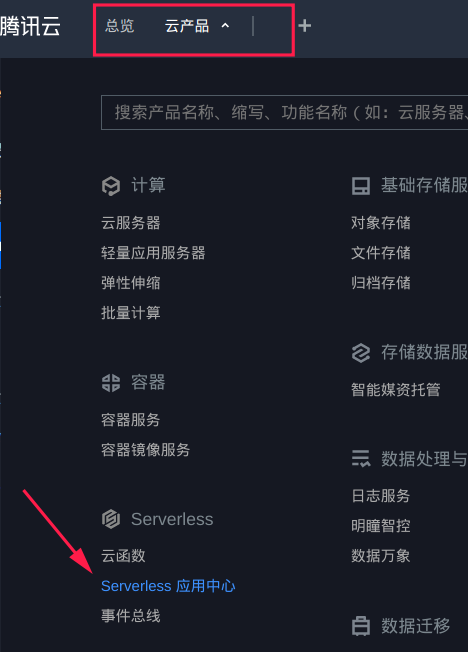 腾讯云 总览 云产品
搜索产品名称、缩写、功能名称（如：云服务器、
计算
云服务器
轻量应用服务器
弹性伸缩
批量计算
容器
容器服务
容器镜像服务
Serverless
云函数
Serverless 应用中心
事件总线
基础存储服
对象存储
文件存储
归档存储
存储数据服
智能媒资托管
数据处理与
日志服务
明瞳智控
数据万象
数据迁移